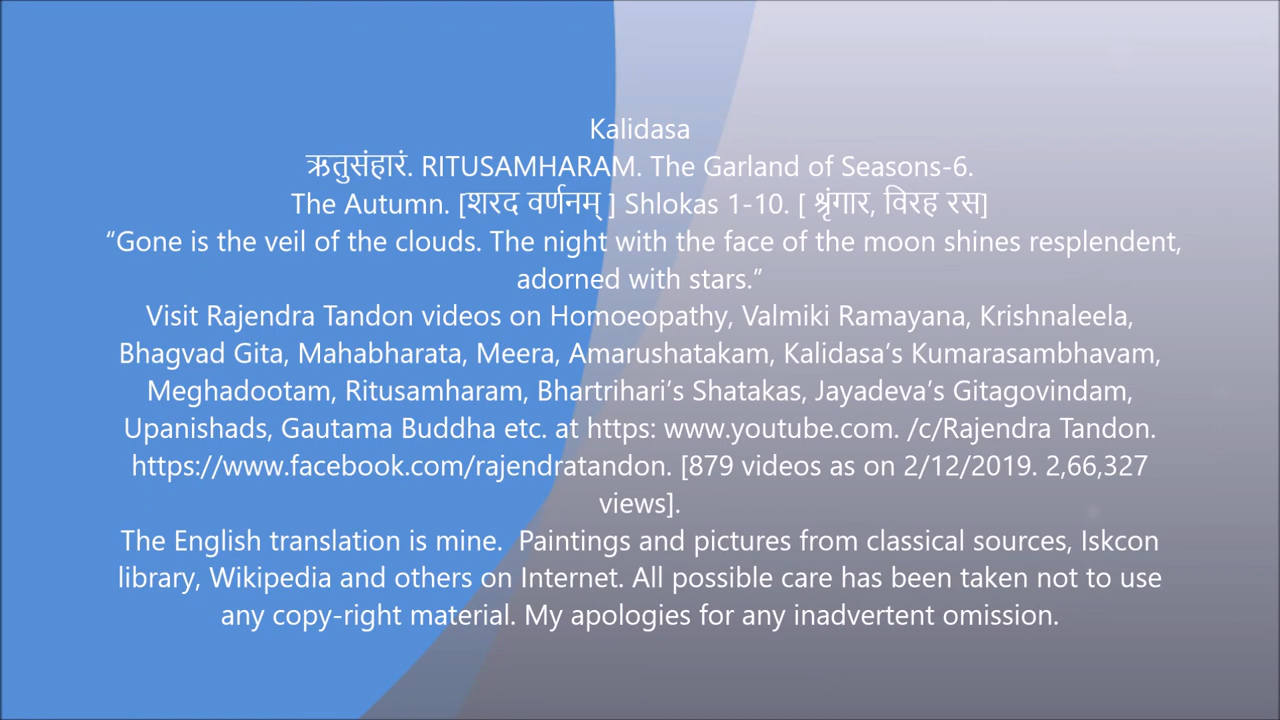 Kalidasa
ऋतुसंहारं. RITUSAMHARAM. The Garland of Seasons-6.
The Autumn. [शरद वर्णनम् ] Shlokas 1-10. [ श्रृंगार, विरह रस]
“Gone is the veil of the clouds. The night with the face of the moon shines resplendent,
adorned with stars.”
Visit Rajendra Tandon videos on Homoeopathy, Valmiki Ramayana, Krishnaleela,
Bhagvad Gita, Mahabharata, Meera, Amarushatakam, Kalidasa’s Kumarasambhavam,
Meghadootam, Ritusamharam, Bhartrihari’s Shatakas, Jayadeva’s Gitagovindam,
Upanishads, Gautama Buddha etc. at https: www.youtube.com. /c/Rajendra Tandon.
https://www.facebook.com/rajendratandon. [879 videos as on 2/12/2019. 2,66,327
views].
The English translation is mine.  Paintings and pictures from classical sources, Iskcon
library, Wikipedia and others on Internet. All possible care has been taken not to use
any copy-right material. My apologies for any inadvertent omission.